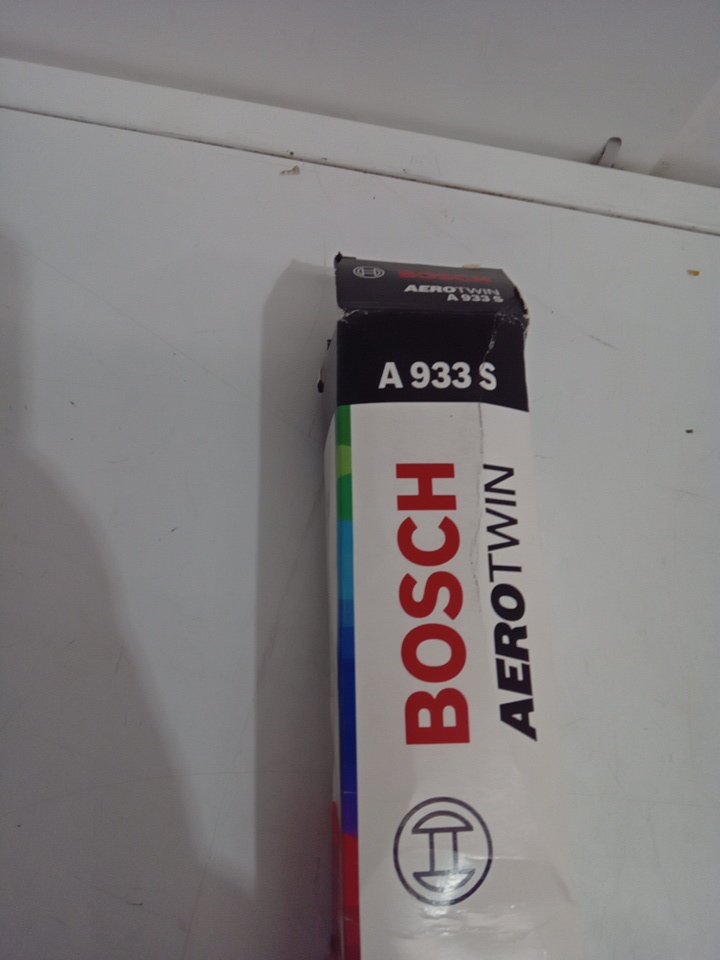 BOSCH
AEROTWIN
A 933 S
A 933 S
BOSCH
AEROTWIN